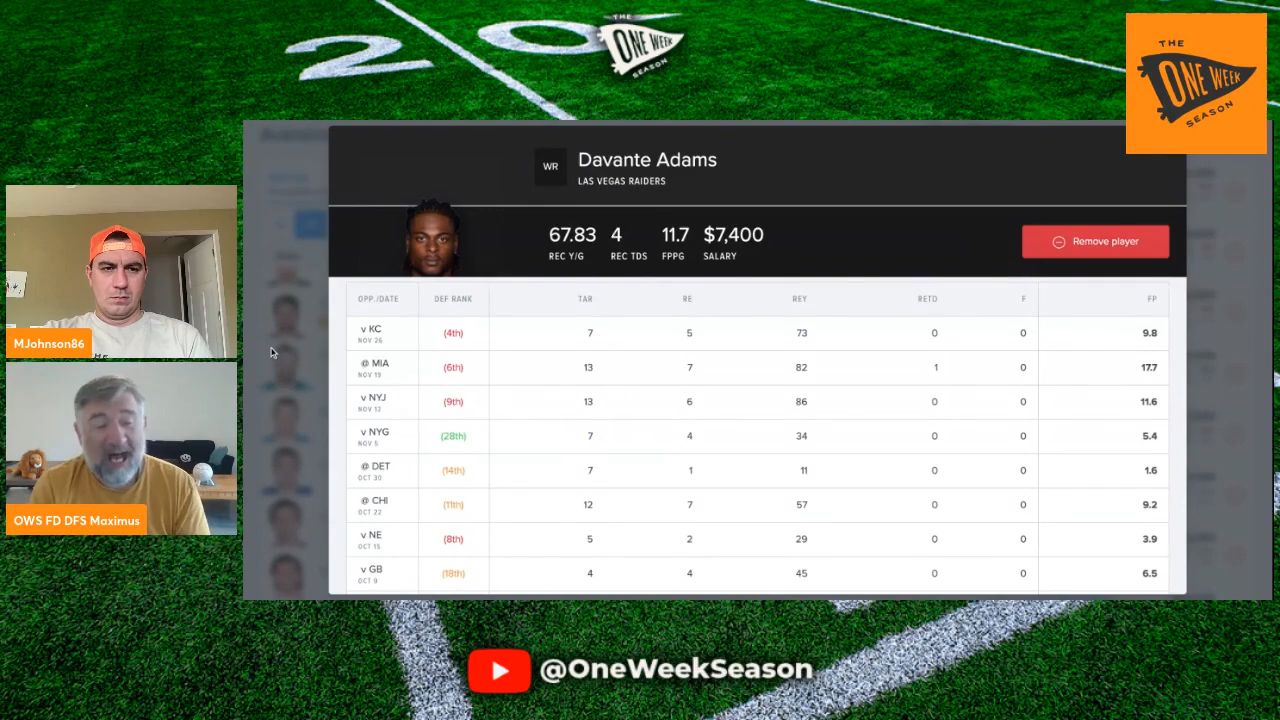 2 0
THE
ONE WEEK
SEASON
THE
ONE WEEK
SEASON
WR
Davante Adams
LAS VEGAS RAIDERS
67.83 4 11.7 $7,400
REC Y/G REC TDS FPPG SALARY
Remove player
OPP./DATE DEF RANK TAR RE REY RETD F FP
v KC (4th) 7 5 73 0 0 9.8
NOV 26
@ MIA (6th) 13 7 82 1 0 17.7
NOV 19
v NYJ (9th) 13 6 86 0 0 11.6
NOV 12
v NYG (28th) 7 4 34 0 0 5.4
NOV 5
@ DET (14th) 7 1 11 0 0 1.6
OCT 30
@ CHI (11th) 12 7 57 0 0 9.2
OCT 22
v NE (8th) 5 2 29 0 0 3.9
OCT 15
v GB (18th) 4 4 45 0 0 6.5
OCT 9
MJohnson86
OWS FD DFS Maximus
@OneWeekSeason